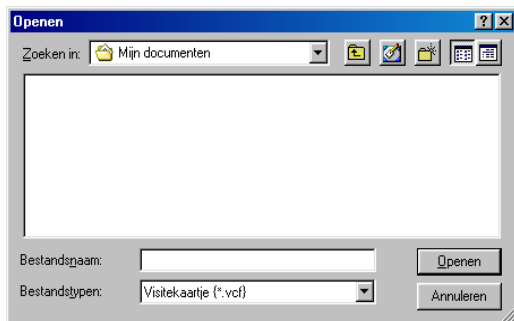 Openen
Zoeken in: Mijn documenten
Bestandsnaam:
Openen
Bestandstypen: Visitekaartje {*.vcf}
Annuleren